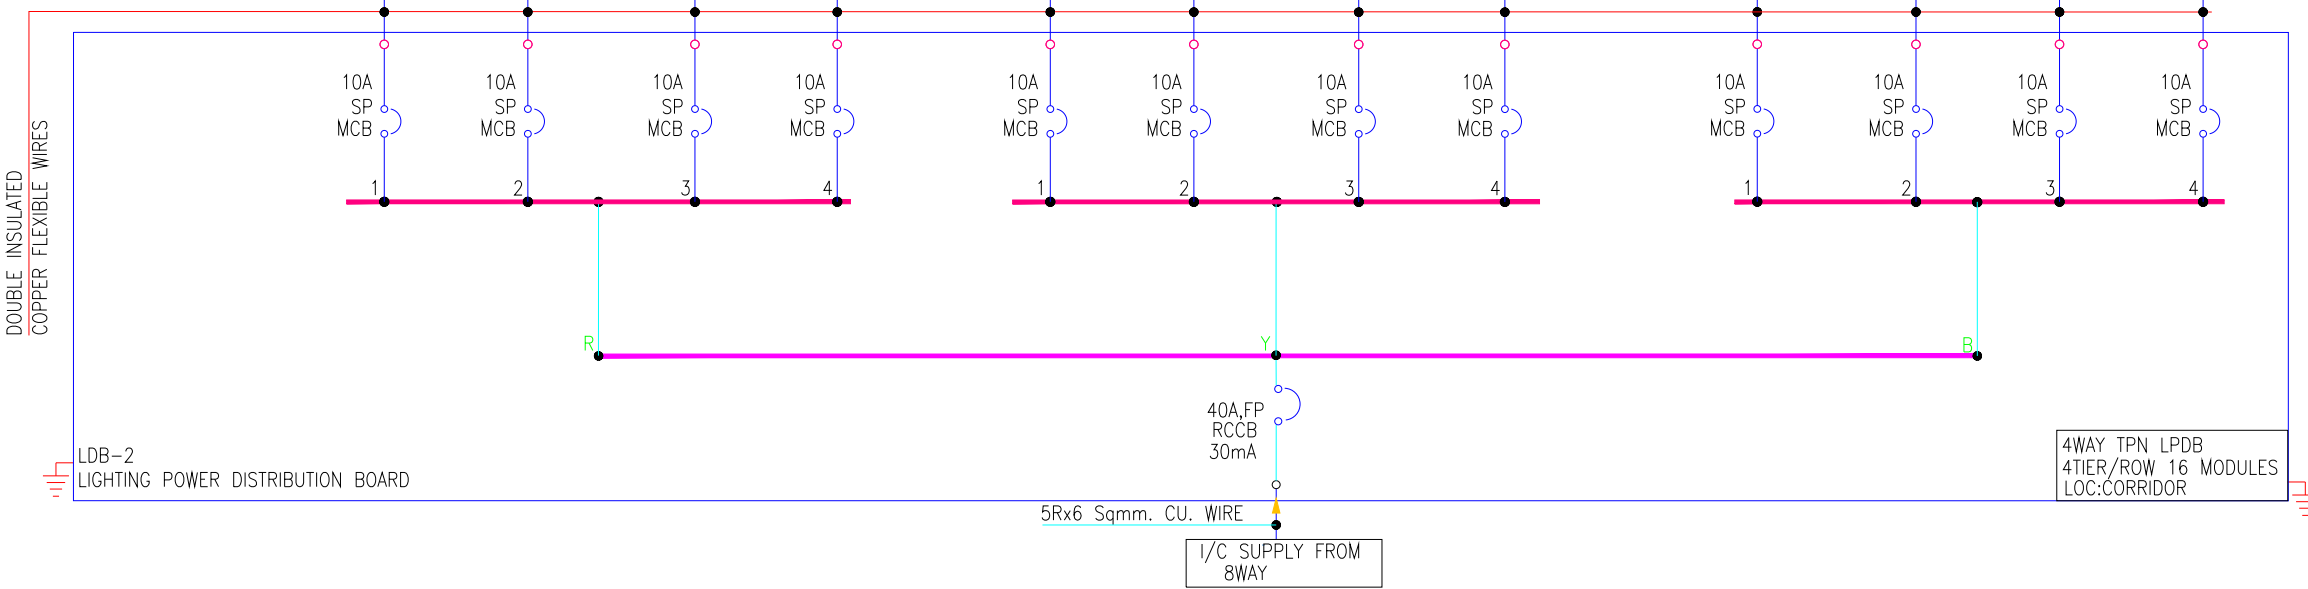 10A 10A 10A 10A 10A 10A 10A 10A 10A 10A 10A 10A
SP SP SP SP SP SP SP SP SP SP SP SP
MCB MCB MCB MCB MCB MCB MCB MCB MCB MCB MCB MCB
1 2 3 4 1 2 3 4 1 2 3 4
DOUBLE INSULATED
COPPER FLEXIBLE WIRES
R Y B
40A,FP
RCCB
30mA
LDB-2
LIGHTING POWER DISTRIBUTION BOARD
4WAY TPN LPDB
4TIER/ROW 16 MODULES
LOC:CORRIDOR
5Rx6 Sqmm. CU. WIRE
I/C SUPPLY FROM
8WAY